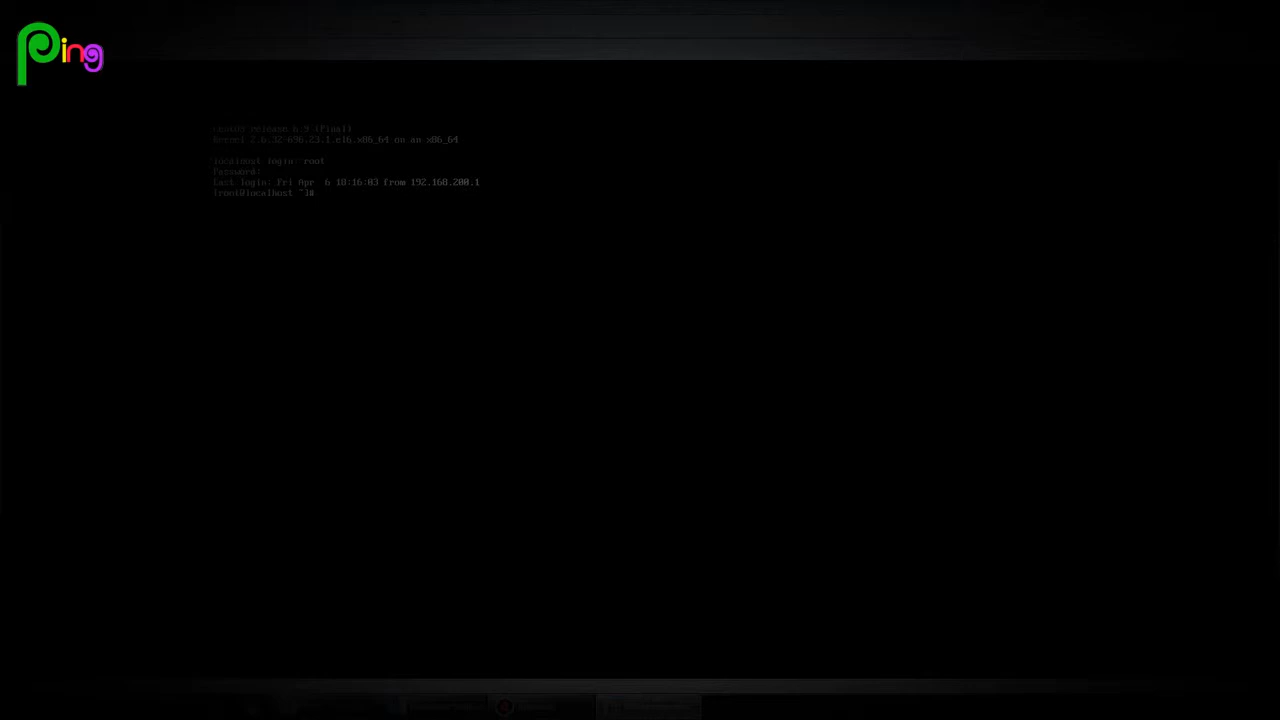 Ping
CentOS release 6.9 (Final)
Kernel 2.6.32-696.23.1.el6.x86_64 on an x86_64
localhost login: root
Password:
Last login: Fri Apr  6 18:16:03 from 192.168.200.1
[root@localhost ~]#